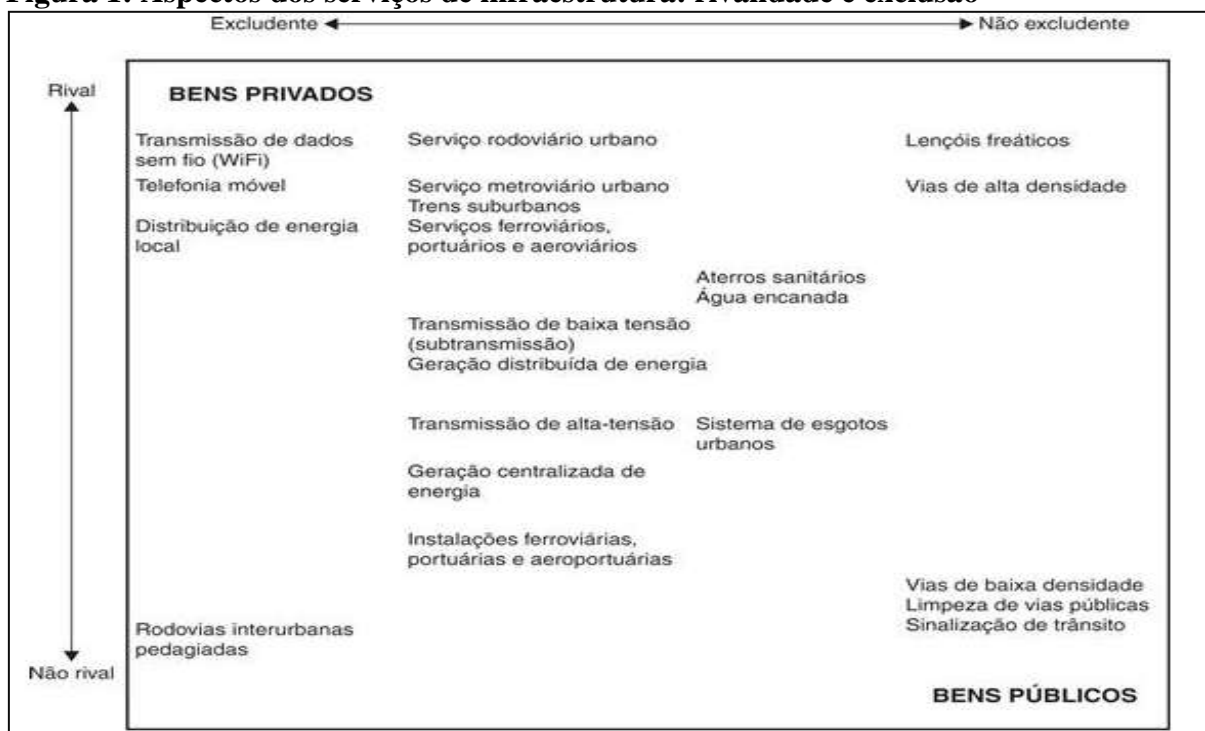 Figura 1: Aspectos dos serviços de infraestrutura: rivalidade e exclusão
Excludente
Não excludente
Rival
BENS PRIVADOS
Transmissão de dados
sem fio (WiFi)
Serviço rodoviário urbano
Lençóis freáticos
Telefonia móvel
Serviço metroviário urbano
Vias de alta densidade
Trens suburbanos
Distribuição de energia
local
Serviços ferroviários,
portuários e aeroviários
Aterros sanitários
Água encanada
Transmissão de baixa tensão
(subtransmissão)
Geração distribuída de energia
Transmissão de alta-tensão
Sistema de esgotos
urbanos
Geração centralizada de
energia
Instalações ferroviárias,
portuárias e aeroportuárias
Vias de baixa densidade
Limpeza de vias públicas
Sinalização de trânsito
Rodovias interurbanas
pedagiadas
Não rival
BENS PÚBLICOS